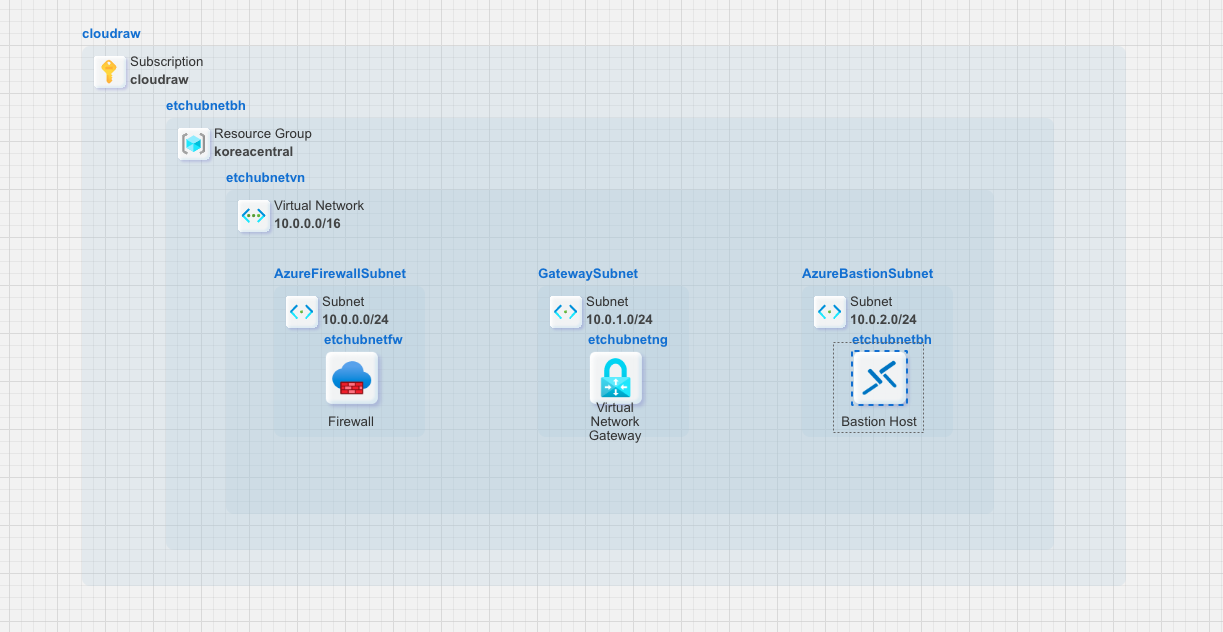 cloudraw
Subscription
cloudraw
etchubnetbh
Resource Group
koreacentral
etchubnetvn
Virtual Network
10.0.0.0/16
AzureFirewallSubnet
Subnet
10.0.0.0/24
etchubnetfw
Firewall
GatewaySubnet
Subnet
10.0.1.0/24
etchubnetng
Virtual
Network
Gateway
AzureBastionSubnet
Subnet
10.0.2.0/24
etchubnetbh
Bastion Host